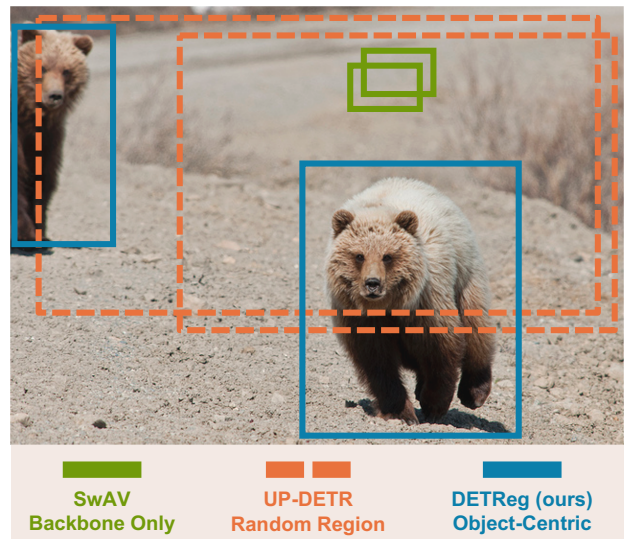 SwAV
Backbone Only
UP-DETR
Random Region
DETReg (ours)
Object-Centric